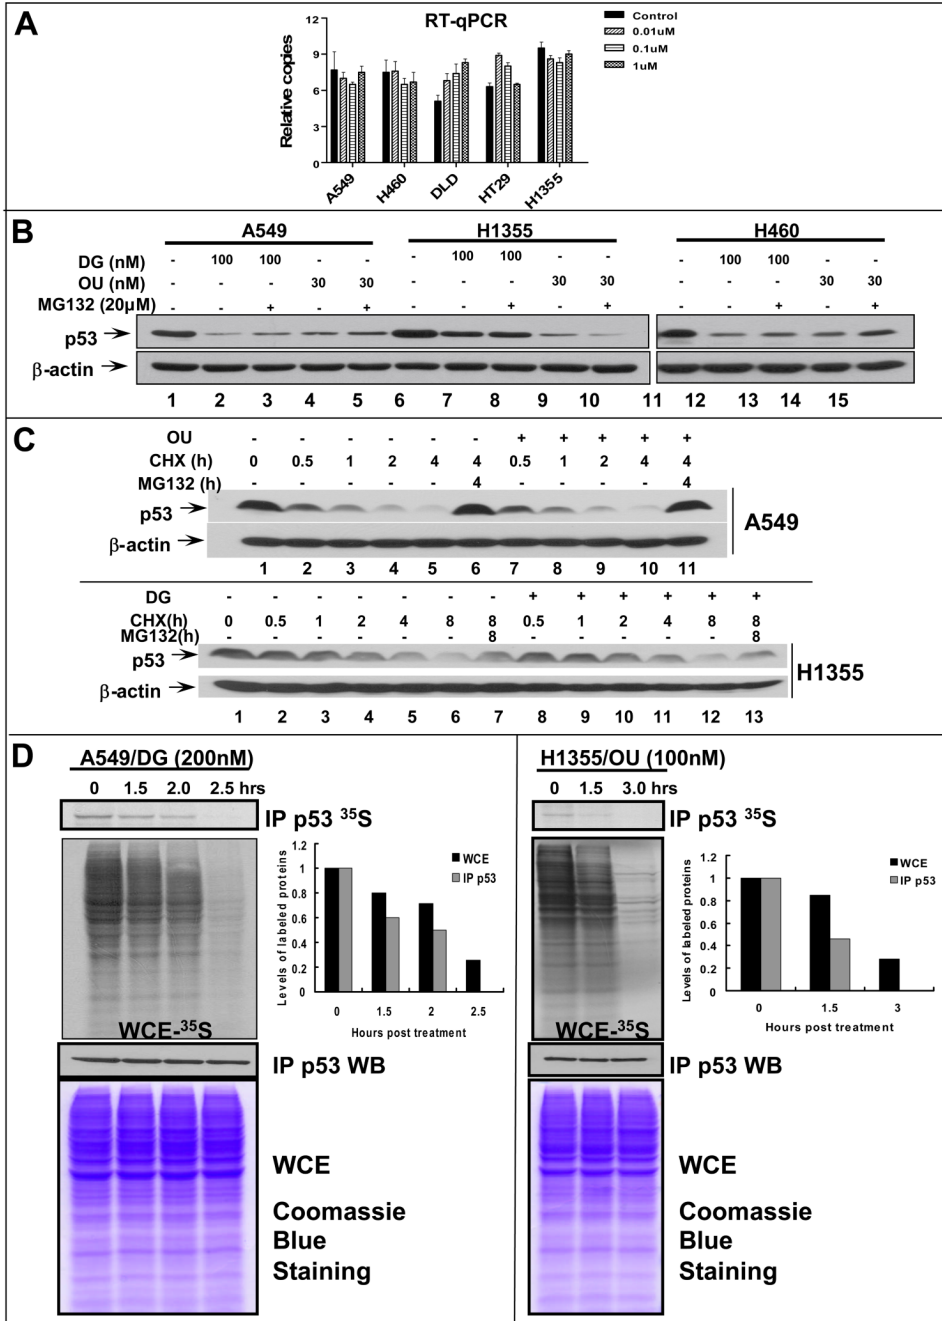 A
RT-qPCR
Control
0.01uM
0.1uM
1uM
Relative copies
12
9
6
3
0
A549 H460 DLD HT29 H1355
B
A549 H1355 H460
DG (nM) - 100 100 - - - 100 100 - - - 100 100 - -
OU (nM) - - - 30 30 - - - 30 30 - - - 30 30
MG132 (20μM) - - + - + - - + - + - - + - +
p53
β-actin
1 2 3 4 5 6 7 8 9 10 11 12 13 14 15
C
OU - - - - - - + + + + +
CHX (h) 0 0.5 1 2 4 4 0.5 1 2 4 4
MG132 (h) - - - - - 4 - - - - 4
p53
β-actin
A549
1 2 3 4 5 6 7 8 9 10 11
DG - - - - - - - + + + + + +
CHX(h) 0 0.5 1 2 4 8 8 0.5 1 2 4 8 8
MG132(h) - - - - - - 8 - - - - - 8
p53
β-actin
H1355
1 2 3 4 5 6 7 8 9 10 11 12 13
D
A549/DG (200nM)
0 1.5 2.0 2.5 hrs
IP p53 ³⁵S
WCE-³⁵S
Levels of labeled proteins
1.2
1
0.8
0.6
0.4
0.2
0
WCE
IP p53
0 1.5 2 2.5
Hours post treatment
IP p53 WB
WCE
Coomassie
Blue
Staining
H1355/OU (100nM)
0 1.5 3.0 hrs
IP p53 ³⁵S
WCE-³⁵S
Levels of labeled proteins
1.2
1
0.8
0.6
0.4
0.2
0
WCE
IP p53
0 1.5 3
Hours post treatment
IP p53 WB
WCE
Coomassie
Blue
Staining